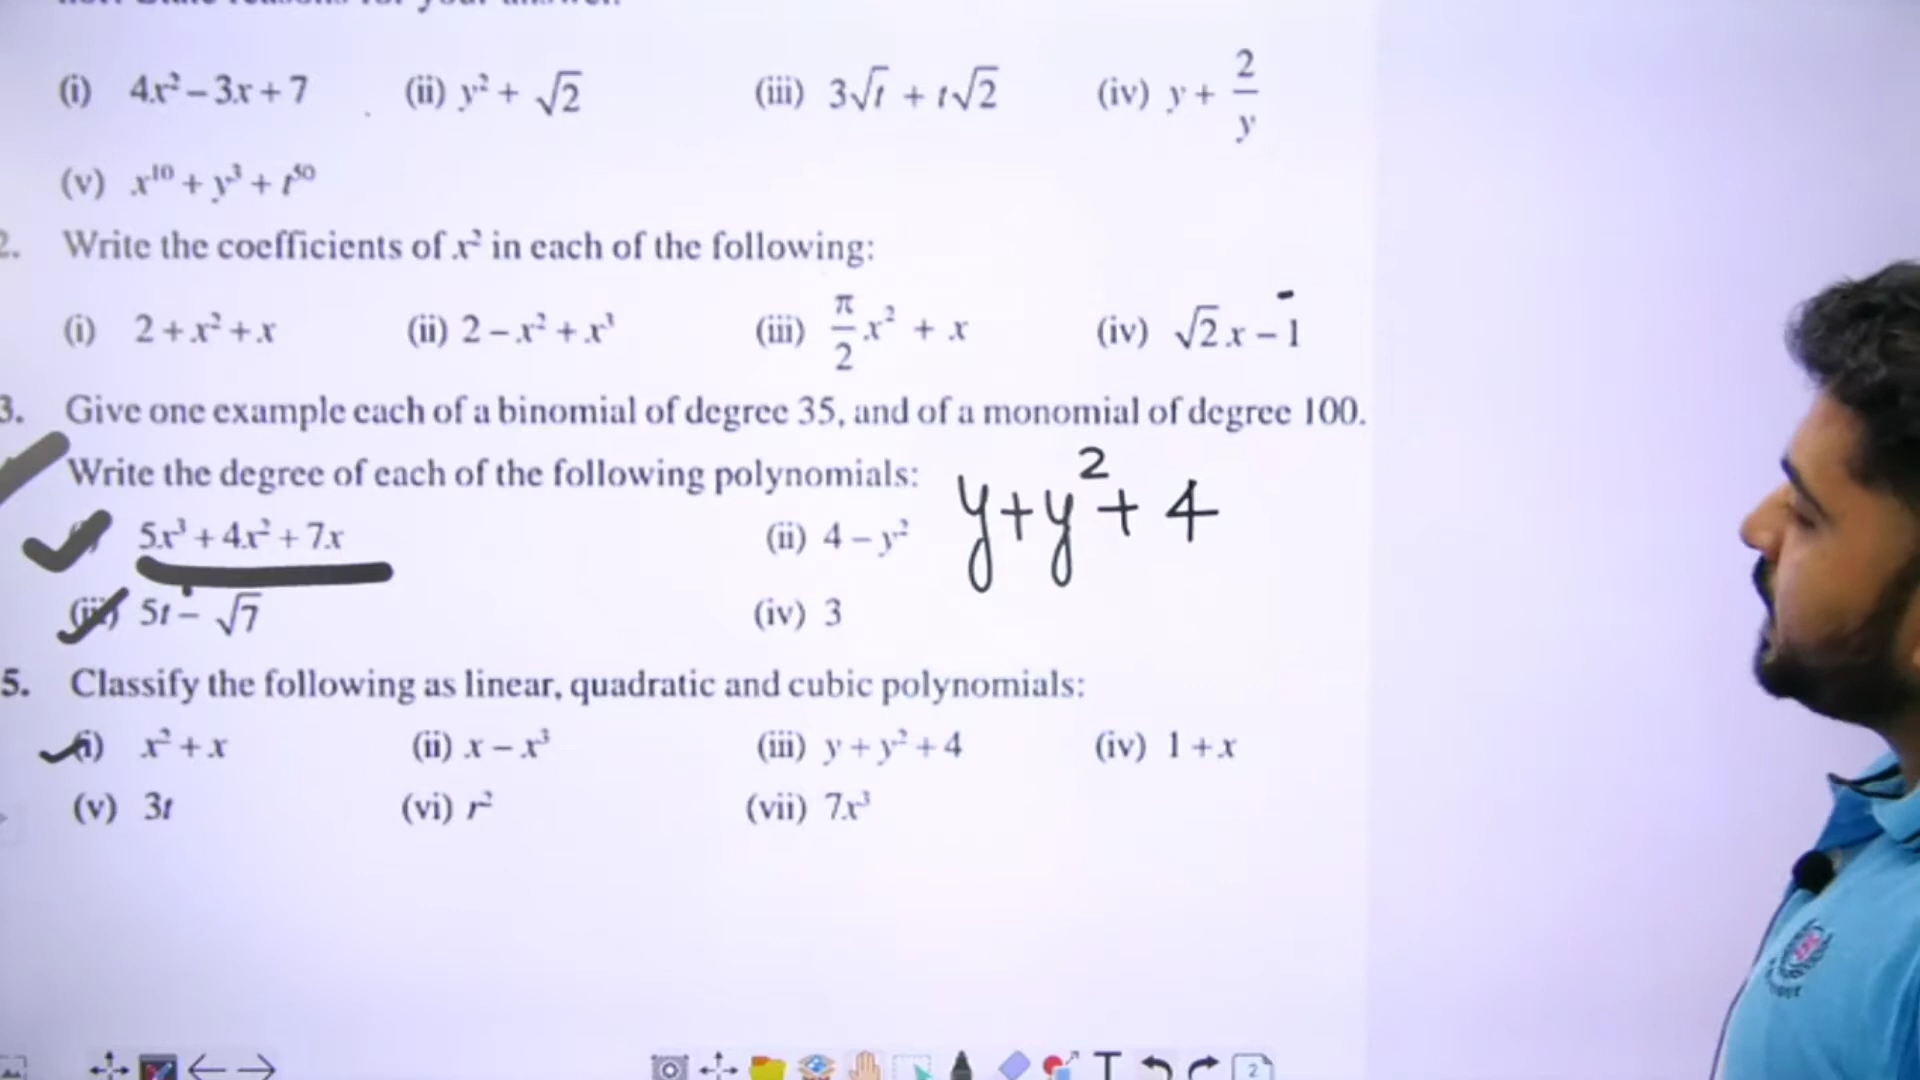 (i) 4x² – 3x + 7 (ii) y² + √2 (iii) 3√t + t√2 (iv) y + 2/y
(v) x¹⁰ + y³ + t⁵⁰
2. Write the coefficients of x² in each of the following:
(i) 2 + x² + x (ii) 2 – x² + x³ (iii) π/2 x² + x (iv) √2 x – 1
3. Give one example each of a binomial of degree 35, and of a monomial of degree 100.
Write the degree of each of the following polynomials:
5x³ + 4x² + 7x (ii) 4 – y² y + y² + 4
(iii) 5t – √7 (iv) 3
5. Classify the following as linear, quadratic and cubic polynomials:
(i) x² + x (ii) x – x³ (iii) y + y² + 4 (iv) 1 + x
(v) 3t (vi) r² (vii) 7x³
T 2